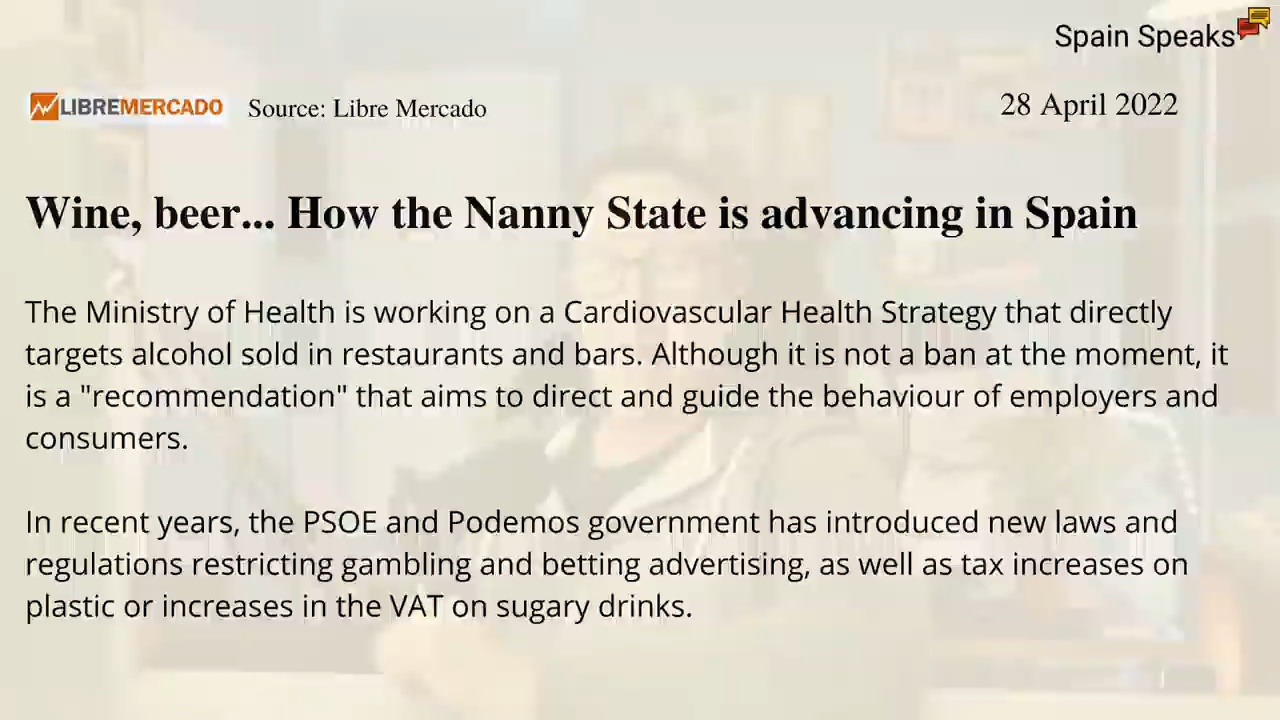 Spain Speaks
LIBREMERCADO Source: Libre Mercado 28 April 2022
Wine, beer... How the Nanny State is advancing in Spain
The Ministry of Health is working on a Cardiovascular Health Strategy that directly
targets alcohol sold in restaurants and bars. Although it is not a ban at the moment, it
is a "recommendation" that aims to direct and guide the behaviour of employers and
consumers.
In recent years, the PSOE and Podemos government has introduced new laws and
regulations restricting gambling and betting advertising, as well as tax increases on
plastic or increases in the VAT on sugary drinks.